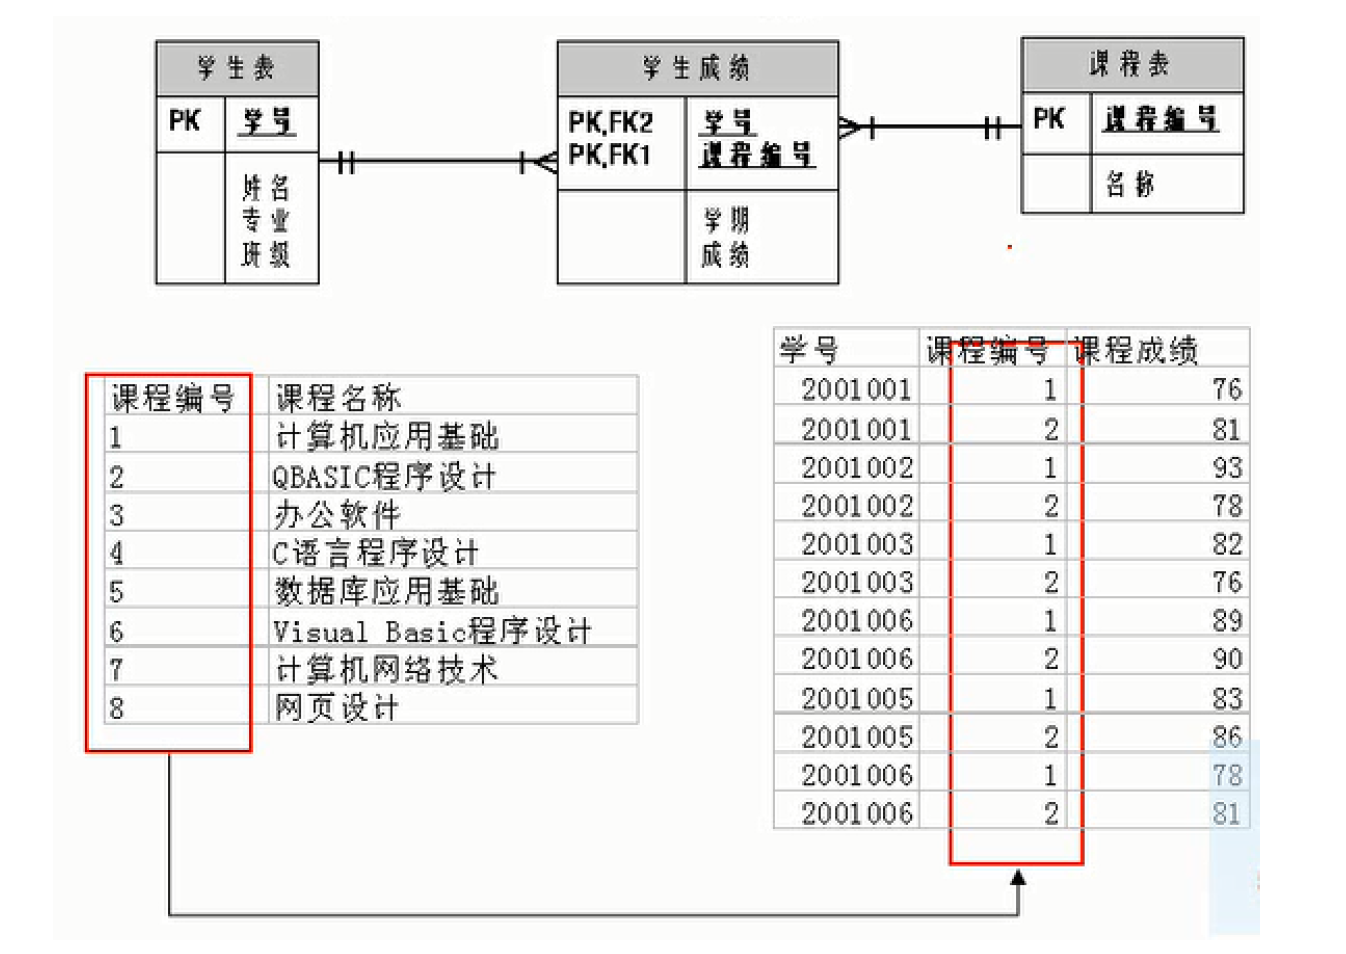 学生表
PK 学号
姓名
专业
班级
学生成绩
PK,FK2 学号
PK,FK1 课程编号
学期
成绩
课程表
PK 课程编号
名称
课程编号 课程名称
1 计算机应用基础
2 QBASIC程序设计
3 办公软件
4 C语言程序设计
5 数据库应用基础
6 Visual Basic程序设计
7 计算机网络技术
8 网页设计
学号 课程编号 课程成绩
2001001 1 76
2001001 2 81
2001002 1 93
2001002 2 78
2001003 1 82
2001003 2 76
2001006 1 89
2001006 2 90
2001005 1 83
2001005 2 86
2001006 1 78
2001006 2 81